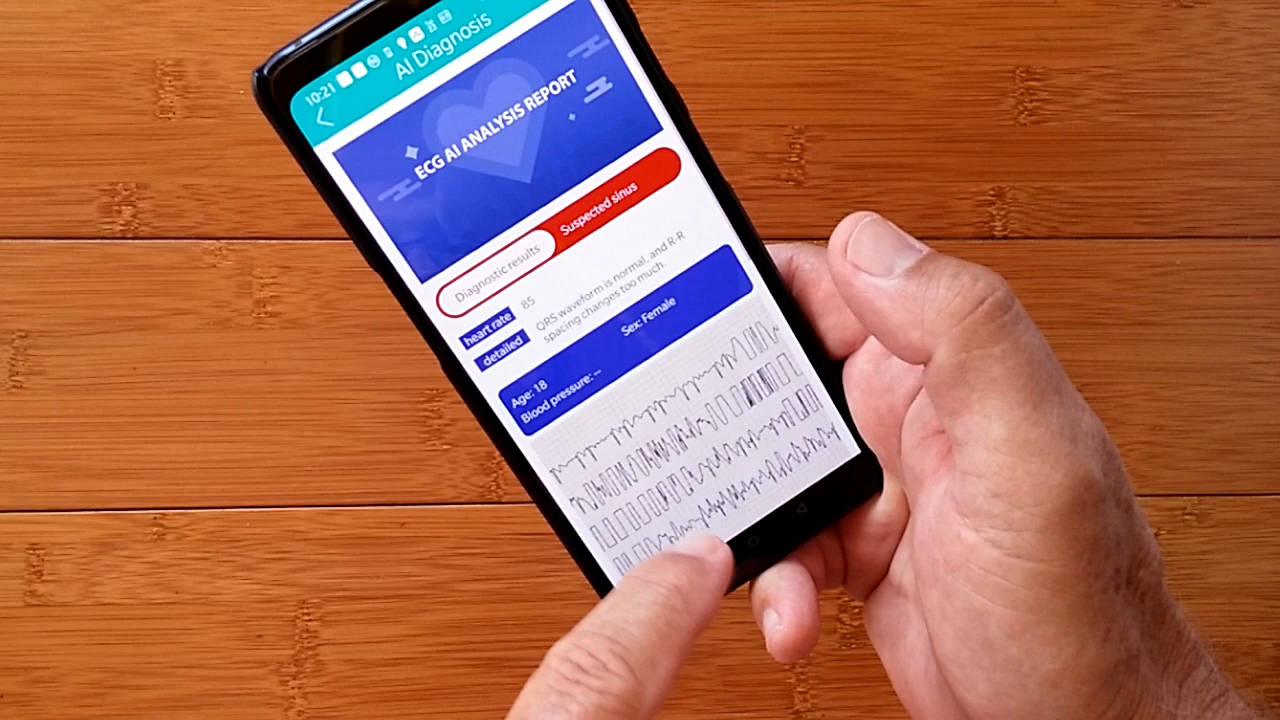 10:21
AI Diagnosis
ECG AI ANALYSIS REPORT
Diagnostic results
Suspected sinus
heart rate 85
detailed QRS waveform is normal, and R-R
spacing changes too much.
Age: 18 Sex: Female
Blood pressure: --